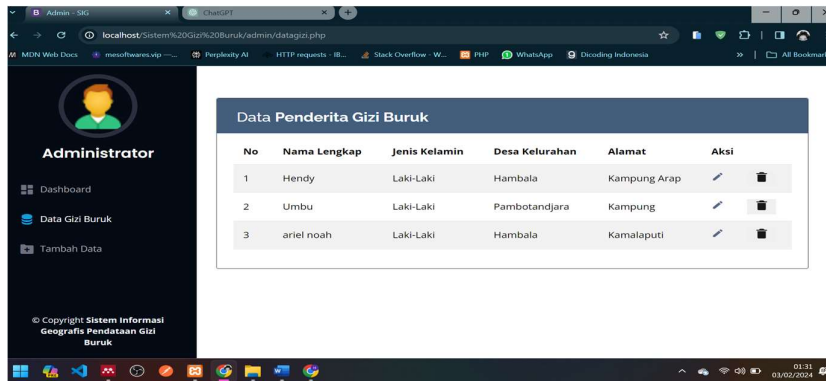 Admin - SIG
ChatGPT
localhost/Sistem%20Gizi%20Buruk/admin/datagizi.php
MDN Web Docs mesoftwares.vip —... Perplexity AI HTTP requests - IB... Stack Overflow - W... PHP WhatsApp Dicoding Indonesia » All Bookmark
Administrator
Dashboard
Data Gizi Buruk
Tambah Data
© Copyright Sistem Informasi
Geografis Pendataan Gizi
Buruk
Data Penderita Gizi Buruk
No Nama Lengkap Jenis Kelamin Desa Kelurahan Alamat Aksi
1 Hendy Laki-Laki Hambala Kampung Arap
2 Umbu Laki-Laki Pambotandjara Kampung
3 ariel noah Laki-Laki Hambala Kamalaputi
01:31
03/02/2024